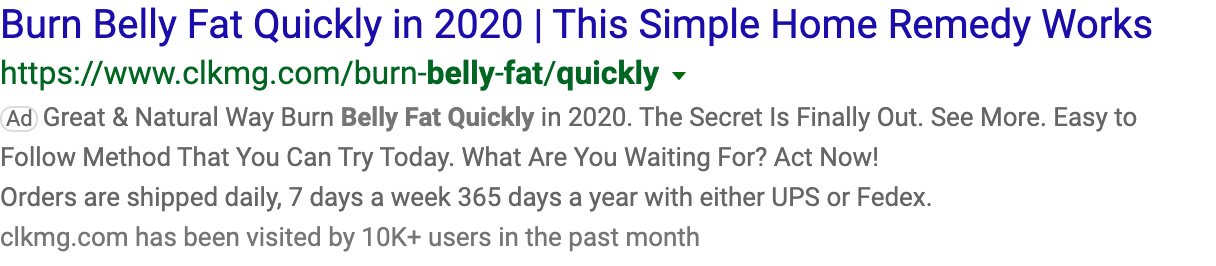 Burn Belly Fat Quickly in 2020 | This Simple Home Remedy Works
https://www.clkmg.com/burn-belly-fat/quickly
Ad Great & Natural Way Burn Belly Fat Quickly in 2020. The Secret Is Finally Out. See More. Easy to
Follow Method That You Can Try Today. What Are You Waiting For? Act Now!
Orders are shipped daily, 7 days a week 365 days a year with either UPS or Fedex.
clkmg.com has been visited by 10K+ users in the past month